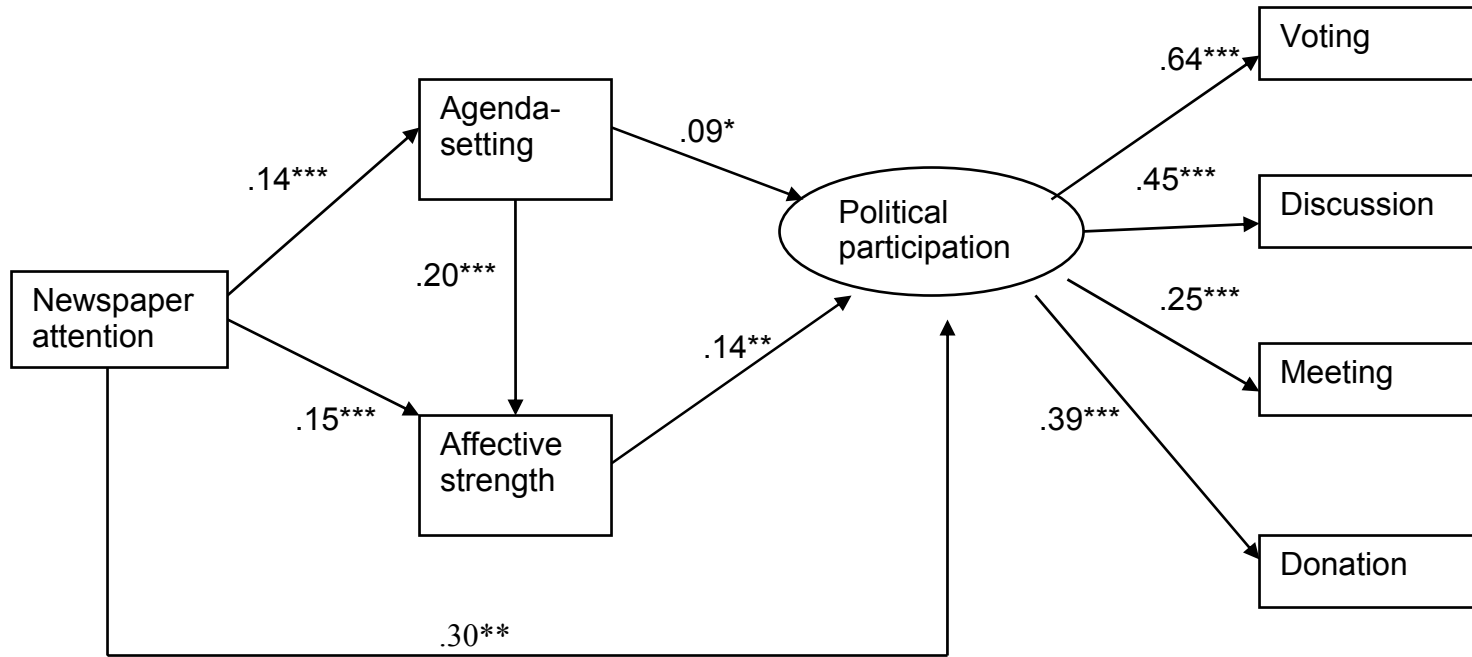 Voting
.64***
Agenda-
setting
.09*
.14***
.45***
Discussion
Political
participation
.20***
Newspaper
attention
.25***
.14**
Meeting
.15***
.39***
Affective
strength
Donation
.30**